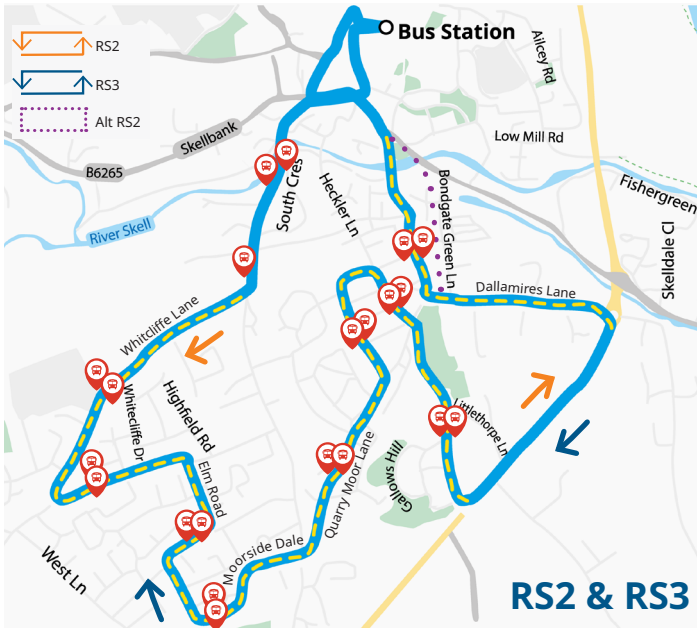 RS2
RS3
Alt RS2
Bus Station
Ailcey Rd
Low Mill Rd
Skellbank
B6265
South Cres
Heckler Ln
Bondgate Green Ln
Fishergreen
River Skell
Skelldale Cl
Dallamires Lane
Whitcliffe Lane
Whitecliffe Dr
Highfield Rd
Littlethorpe Ln
Elm Road
Quarry Moor Lane
Gallows Hill
Moorside Dale
West Ln
RS2 & RS3